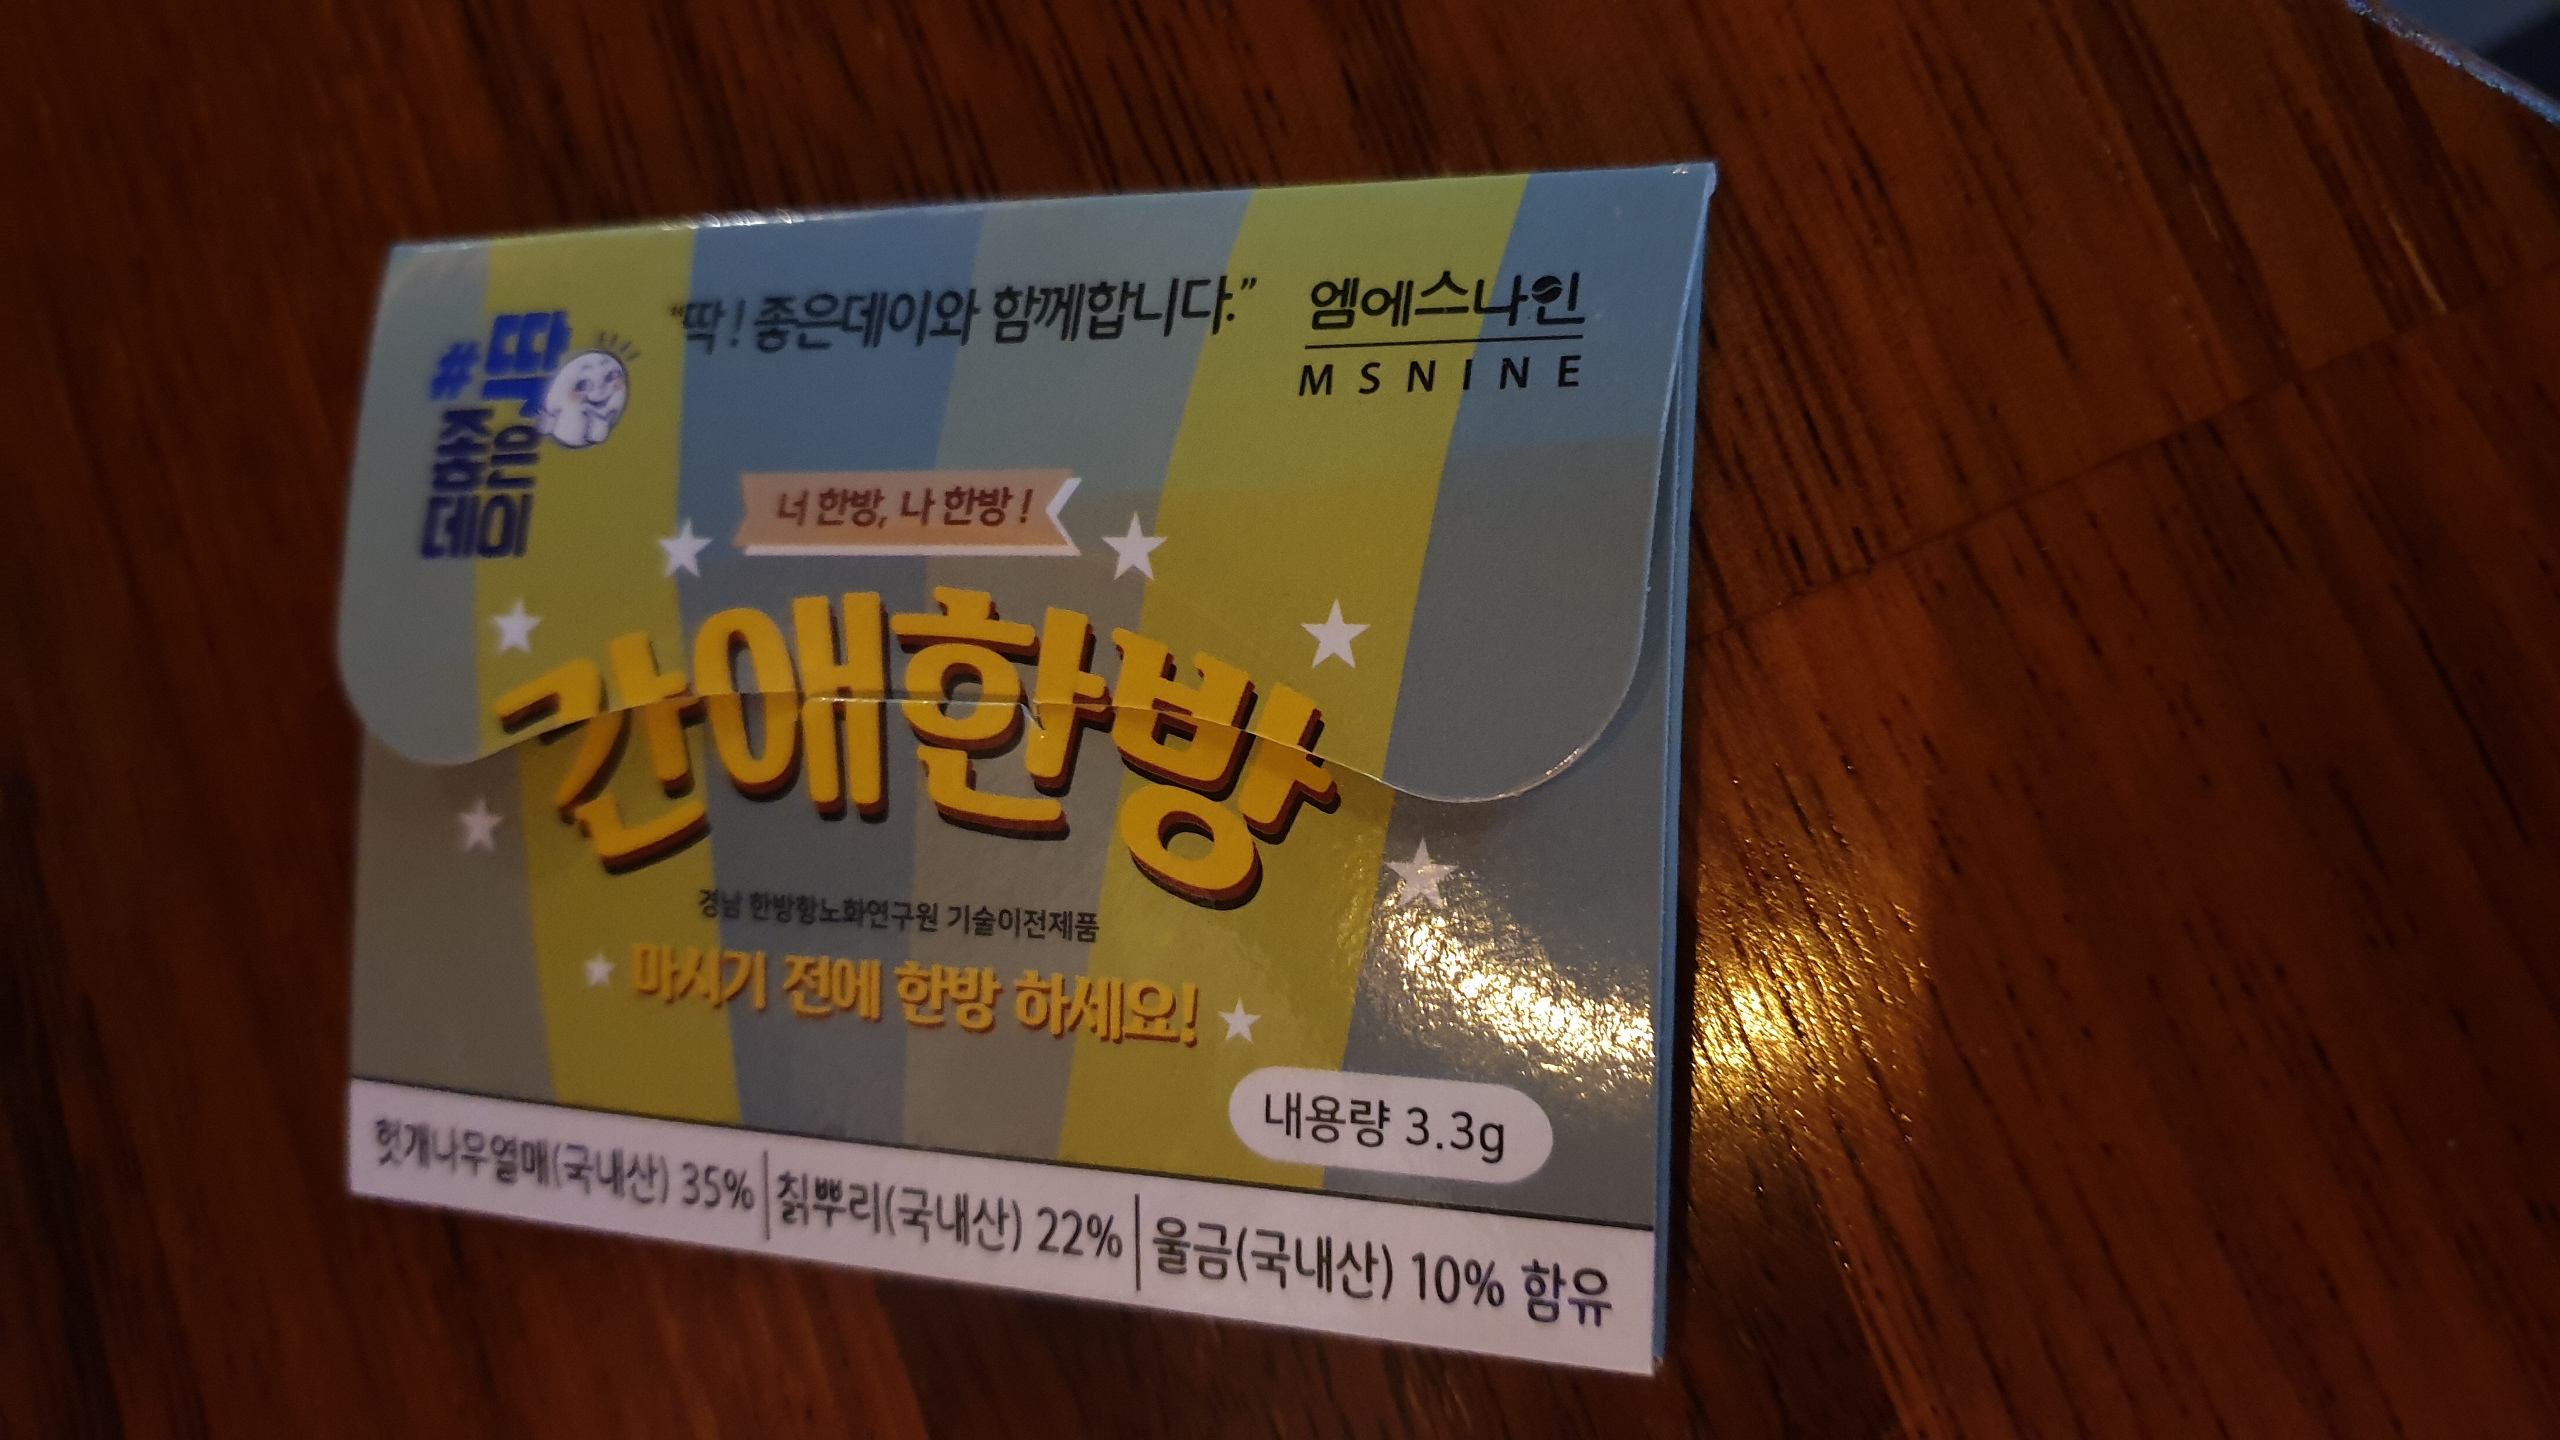 #딱
좋은
데이
“딱! 좋은데이와 함께합니다.”
엠에스나인
MSNINE
너 한방, 나 한방!
간애한방
경남 한방항노화연구원 기술이전제품
마시기 전에 한방 하세요!
내용량 3.3g
헛개나무열매(국내산) 35% | 칡뿌리(국내산) 22% | 울금(국내산) 10% 함유